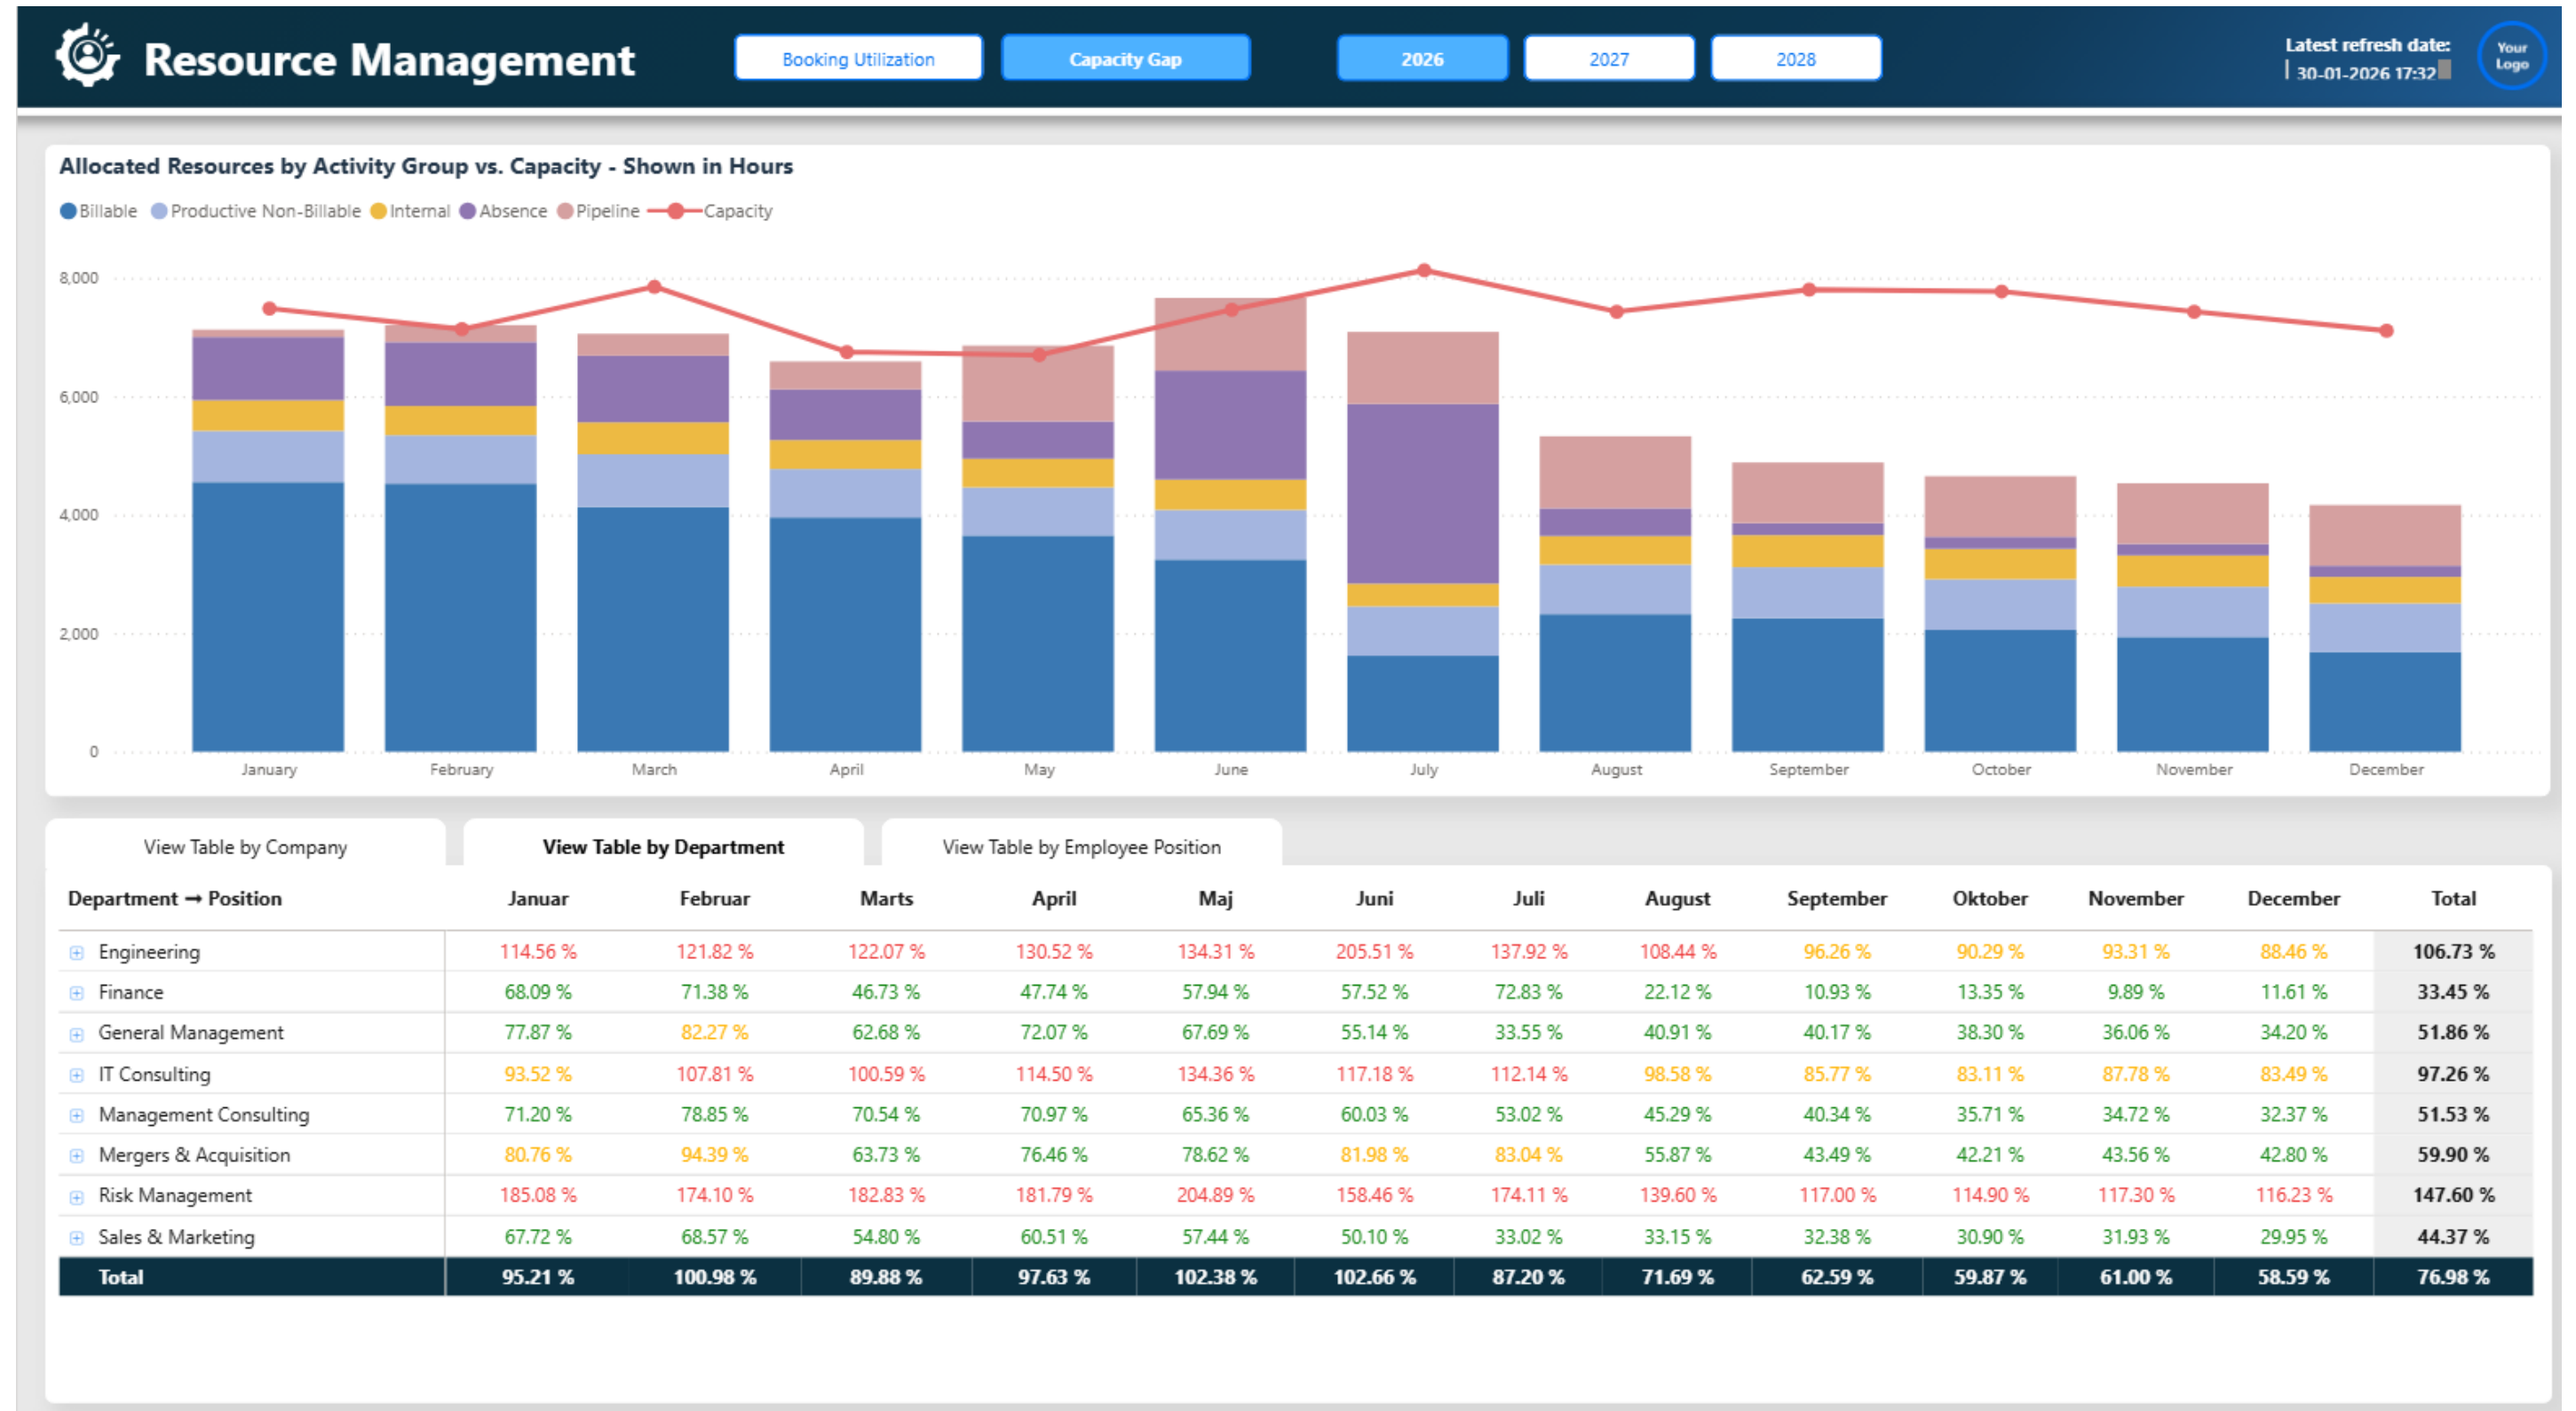 Resource Management
Booking Utilization
Capacity Gap
2026
2027
2028
Latest refresh date:
30-01-2026 17:32
Your
Logo
Allocated Resources by Activity Group vs. Capacity - Shown in Hours
Billable Productive Non-Billable Internal Absence Pipeline Capacity
8,000
6,000
4,000
2,000
0
January February March April May June July August September October November December
View Table by Company
View Table by Department
View Table by Employee Position
Department → Position Januar Februar Marts April Maj Juni Juli August September Oktober November December Total
Engineering 114.56 % 121.82 % 122.07 % 130.52 % 134.31 % 205.51 % 137.92 % 108.44 % 96.26 % 90.29 % 93.31 % 88.46 % 106.73 %
Finance 68.09 % 71.38 % 46.73 % 47.74 % 57.94 % 57.52 % 72.83 % 22.12 % 10.93 % 13.35 % 9.89 % 11.61 % 33.45 %
General Management 77.87 % 82.27 % 62.68 % 72.07 % 67.69 % 55.14 % 33.55 % 40.91 % 40.17 % 38.30 % 36.06 % 34.20 % 51.86 %
IT Consulting 93.52 % 107.81 % 100.59 % 114.50 % 134.36 % 117.18 % 112.14 % 98.58 % 85.77 % 83.11 % 87.78 % 83.49 % 97.26 %
Management Consulting 71.20 % 78.85 % 70.54 % 70.97 % 65.36 % 60.03 % 53.02 % 45.29 % 40.34 % 35.71 % 34.72 % 32.37 % 51.53 %
Mergers & Acquisition 80.76 % 94.39 % 63.73 % 76.46 % 78.62 % 81.98 % 83.04 % 55.87 % 43.49 % 42.21 % 43.56 % 42.80 % 59.90 %
Risk Management 185.08 % 174.10 % 182.83 % 181.79 % 204.89 % 158.46 % 174.11 % 139.60 % 117.00 % 114.90 % 117.30 % 116.23 % 147.60 %
Sales & Marketing 67.72 % 68.57 % 54.80 % 60.51 % 57.44 % 50.10 % 33.02 % 33.15 % 32.38 % 30.90 % 31.93 % 29.95 % 44.37 %
Total 95.21 % 100.98 % 89.88 % 97.63 % 102.38 % 102.66 % 87.20 % 71.69 % 62.59 % 59.87 % 61.00 % 58.59 % 76.98 %